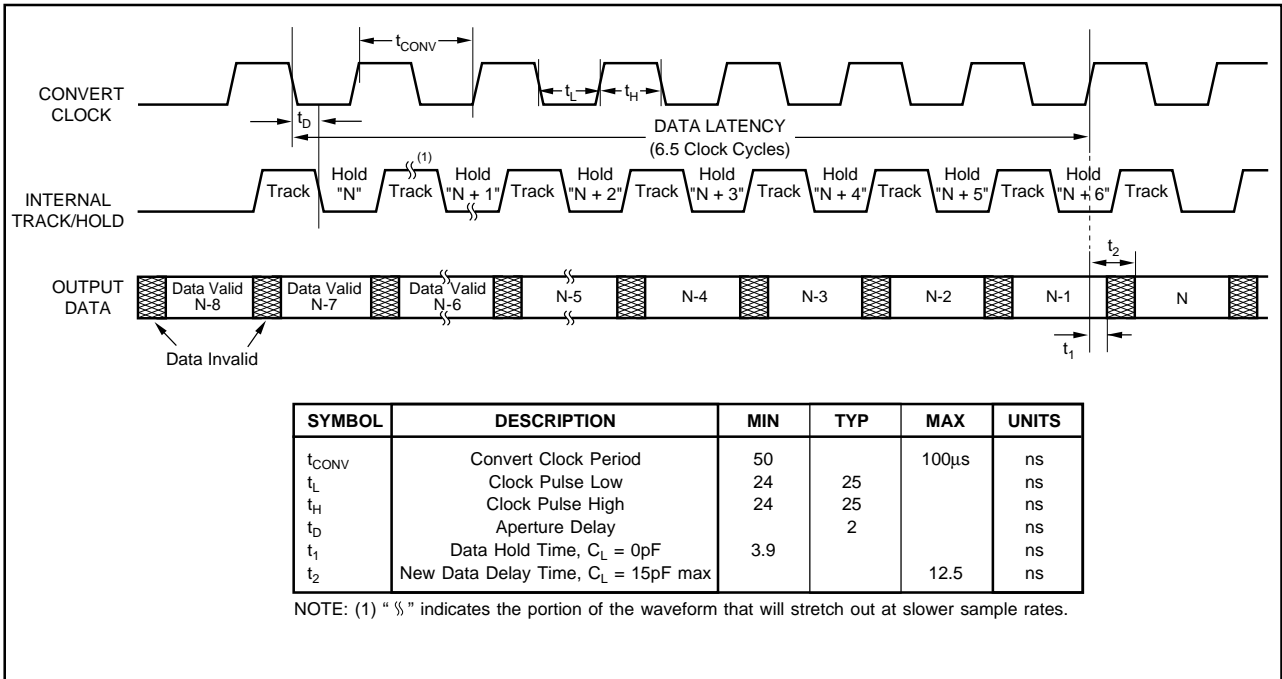 t_CONV
CONVERT
CLOCK
t_L
t_H
t_D
DATA LATENCY
(6.5 Clock Cycles)
(1)
INTERNAL
TRACK/HOLD
Track
Hold
"N"
Track
Hold
"N + 1"
Track
Hold
"N + 2"
Track
Hold
"N + 3"
Track
Hold
"N + 4"
Track
Hold
"N + 5"
Track
Hold
"N + 6"
Track
t_2
OUTPUT
DATA
Data Valid
N-8
Data Valid
N-7
Data Valid
N-6
N-5
N-4
N-3
N-2
N-1
N
Data Invalid
t_1
SYMBOL DESCRIPTION MIN TYP MAX UNITS
t_CONV Convert Clock Period 50 100µs ns
t_L Clock Pulse Low 24 25 ns
t_H Clock Pulse High 24 25 ns
t_D Aperture Delay 2 ns
t_1 Data Hold Time, C_L = 0pF 3.9 ns
t_2 New Data Delay Time, C_L = 15pF max 12.5 ns
NOTE: (1) " " indicates the portion of the waveform that will stretch out at slower sample rates.